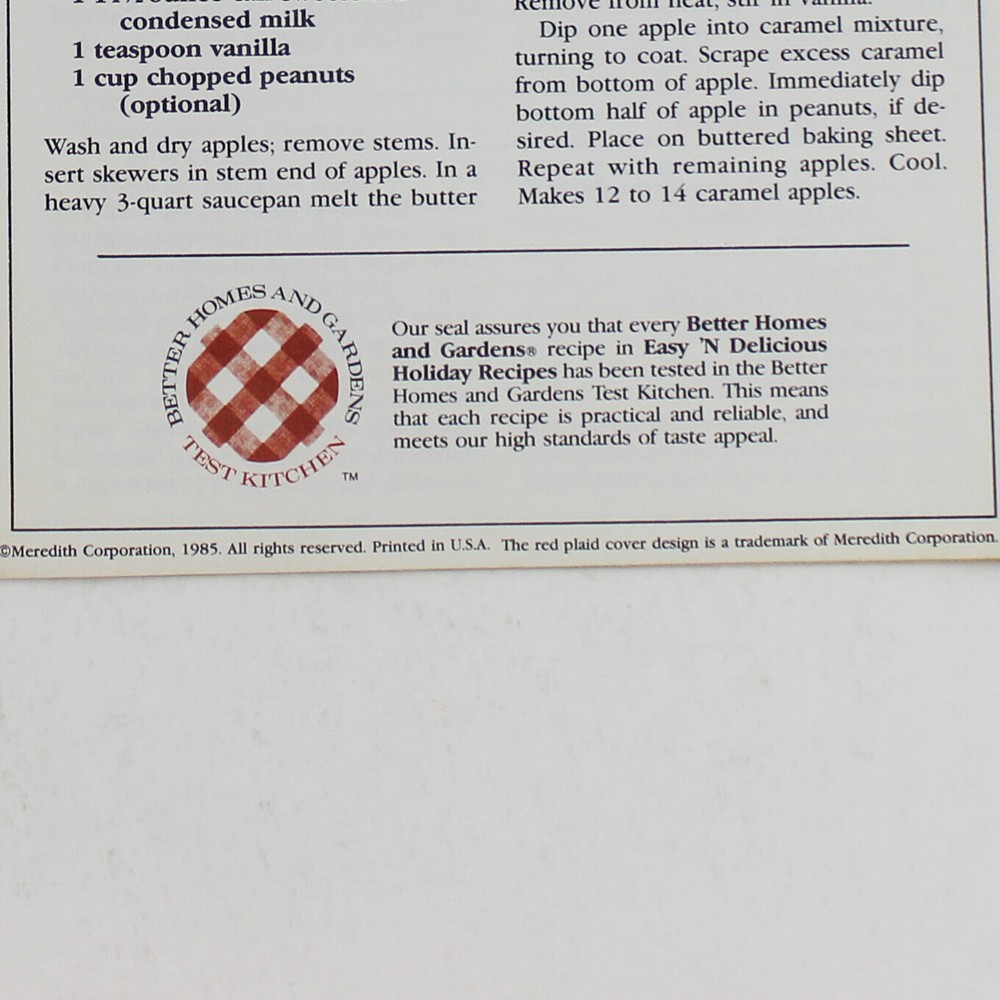 condensed milk
1 teaspoon vanilla
1 cup chopped peanuts
(optional)
Wash and dry apples; remove stems. In-
sert skewers in stem end of apples. In a
heavy 3-quart saucepan melt the butter
Remove from heat; stir in vanilla.
Dip one apple into caramel mixture,
turning to coat. Scrape excess caramel
from bottom of apple. Immediately dip
bottom half of apple in peanuts, if de-
sired. Place on buttered baking sheet.
Repeat with remaining apples. Cool.
Makes 12 to 14 caramel apples.
BETTER HOMES AND GARDENS
TEST KITCHEN
TM
Our seal assures you that every Better Homes
and Gardens® recipe in Easy 'N Delicious
Holiday Recipes has been tested in the Better
Homes and Gardens Test Kitchen. This means
that each recipe is practical and reliable, and
meets our high standards of taste appeal.
©Meredith Corporation, 1985. All rights reserved. Printed in U.S.A. The red plaid cover design is a trademark of Meredith Corporation.